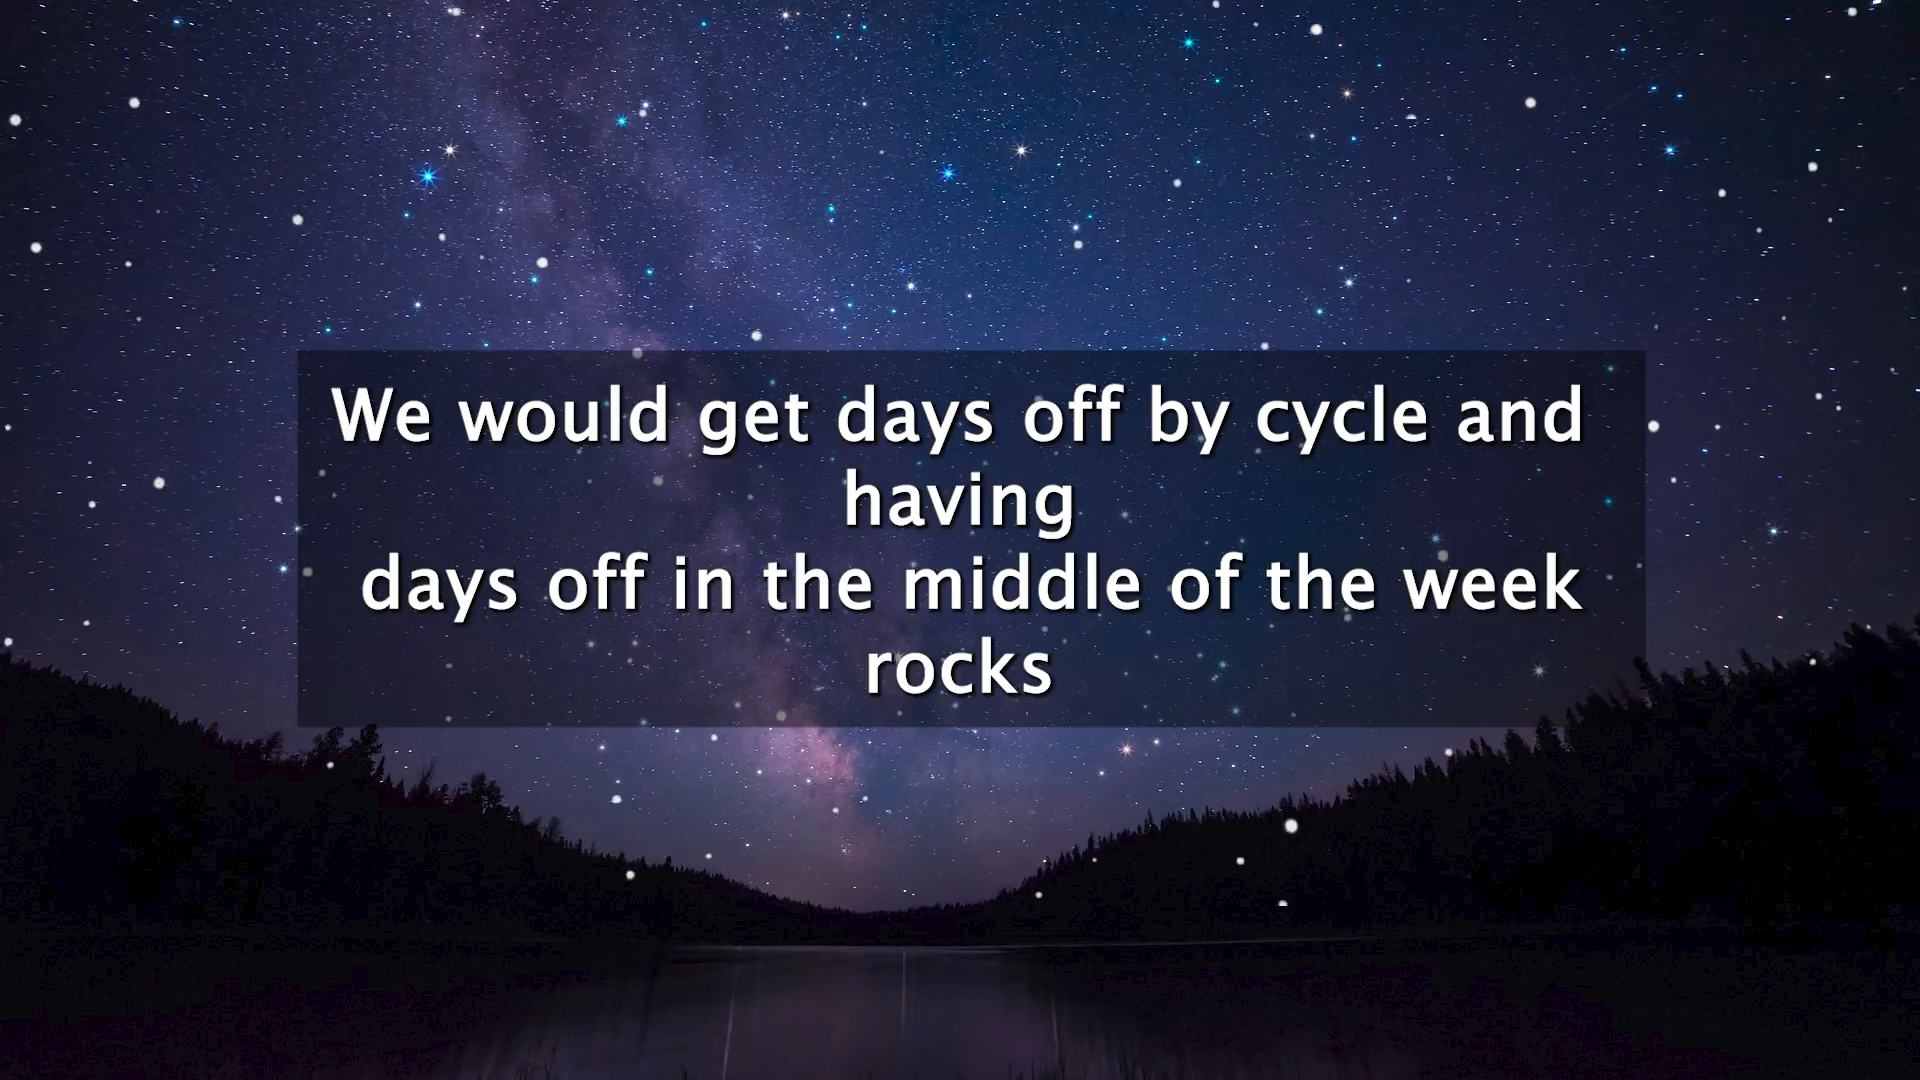 We would get days off by cycle and
having
days off in the middle of the week
rocks